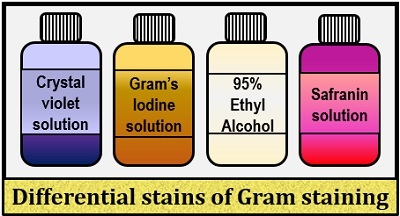 Crystal
violet
solution
Gram's
Iodine
solution
95%
Ethyl
Alcohol
Safranin
solution
Differential stains of Gram staining